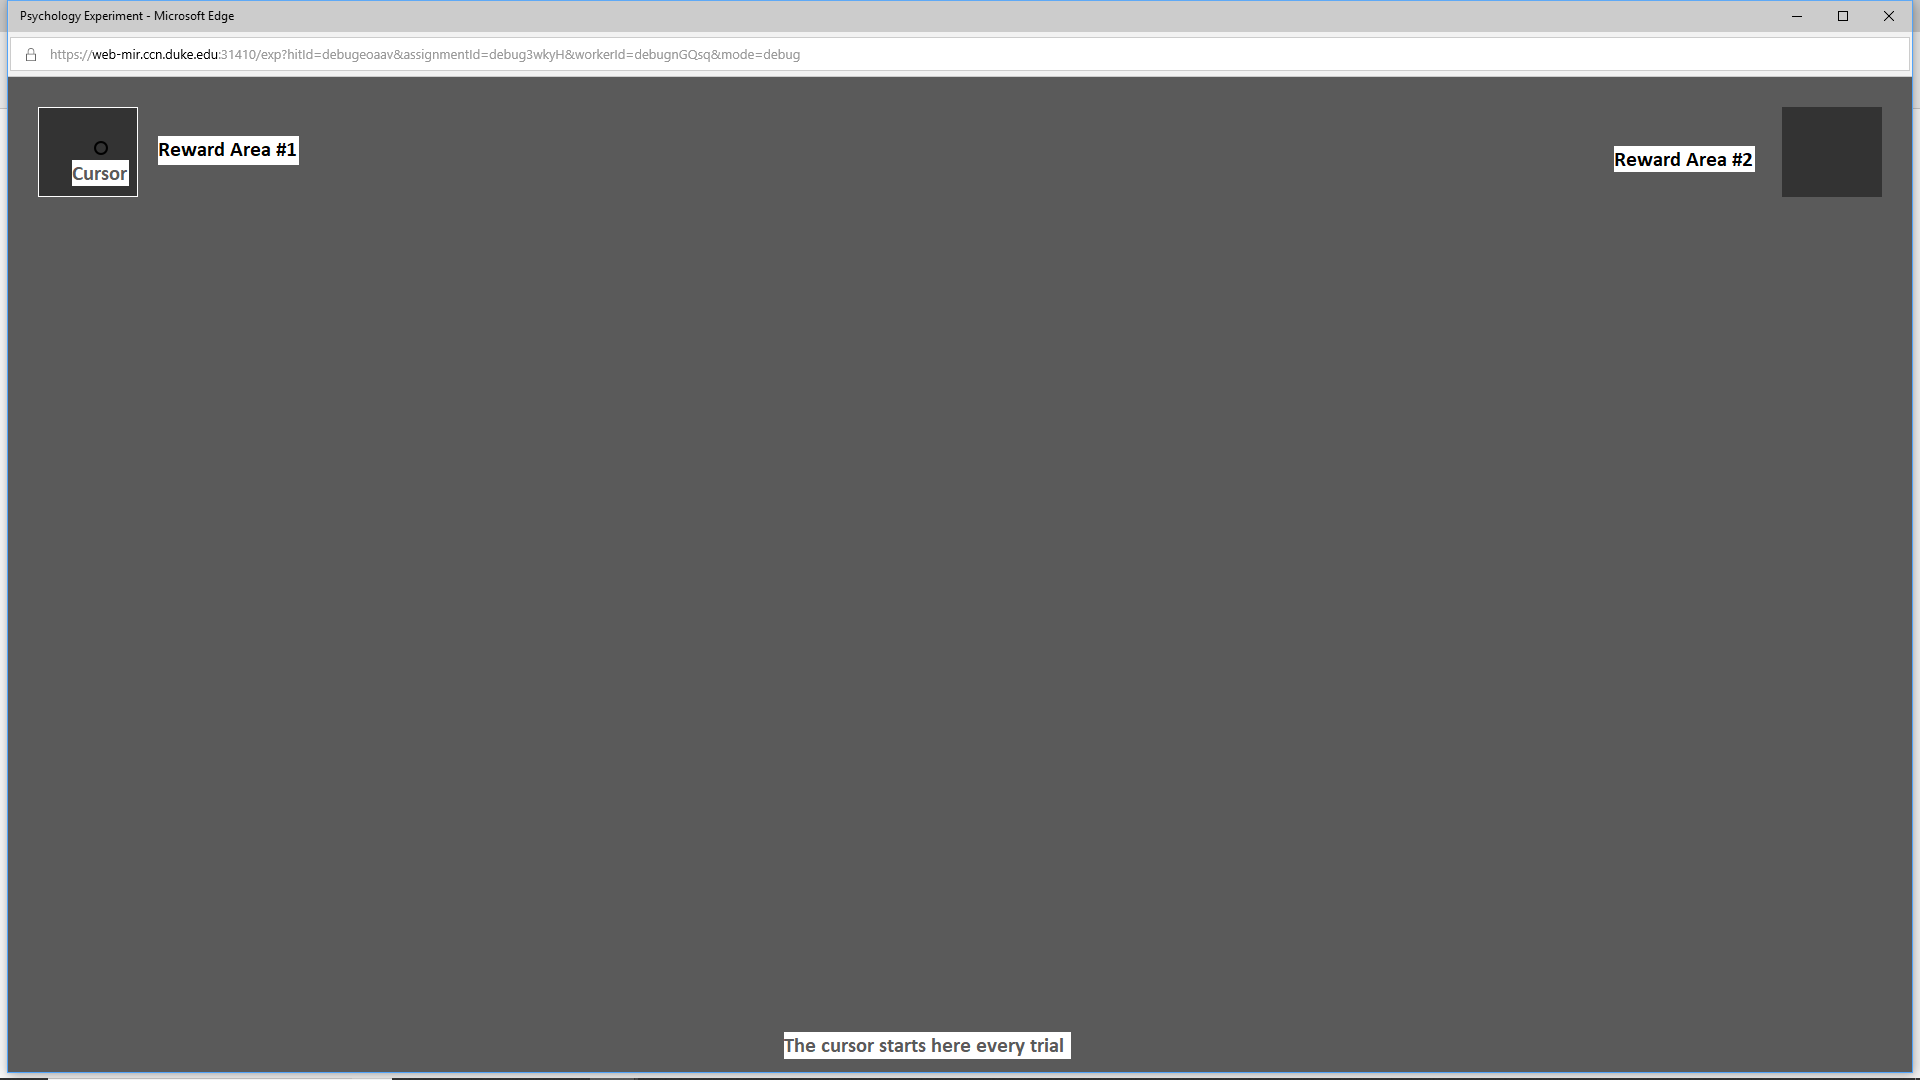 Psychology Experiment - Microsoft Edge
https://web-mir.ccn.duke.edu:31410/exp?hitId=debugeoaav&assignmentId=debug3wkyH&workerId=debugnGQsq&mode=debug
Reward Area #1
Reward Area #2
Cursor
The cursor starts here every trial